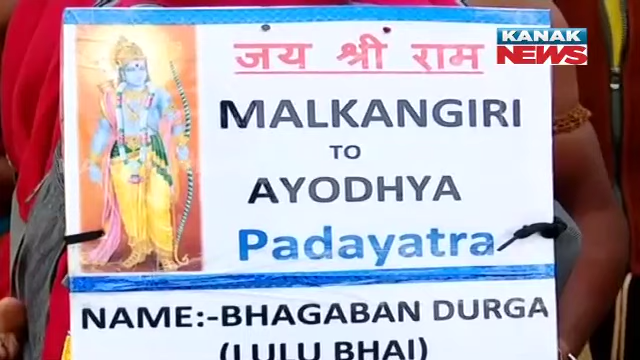 KANAK
NEWS
जय श्री राम
MALKANGIRI
TO
AYODHYA
Padayatra
NAME:-BHAGABAN DURGA
(LULU BHAI)